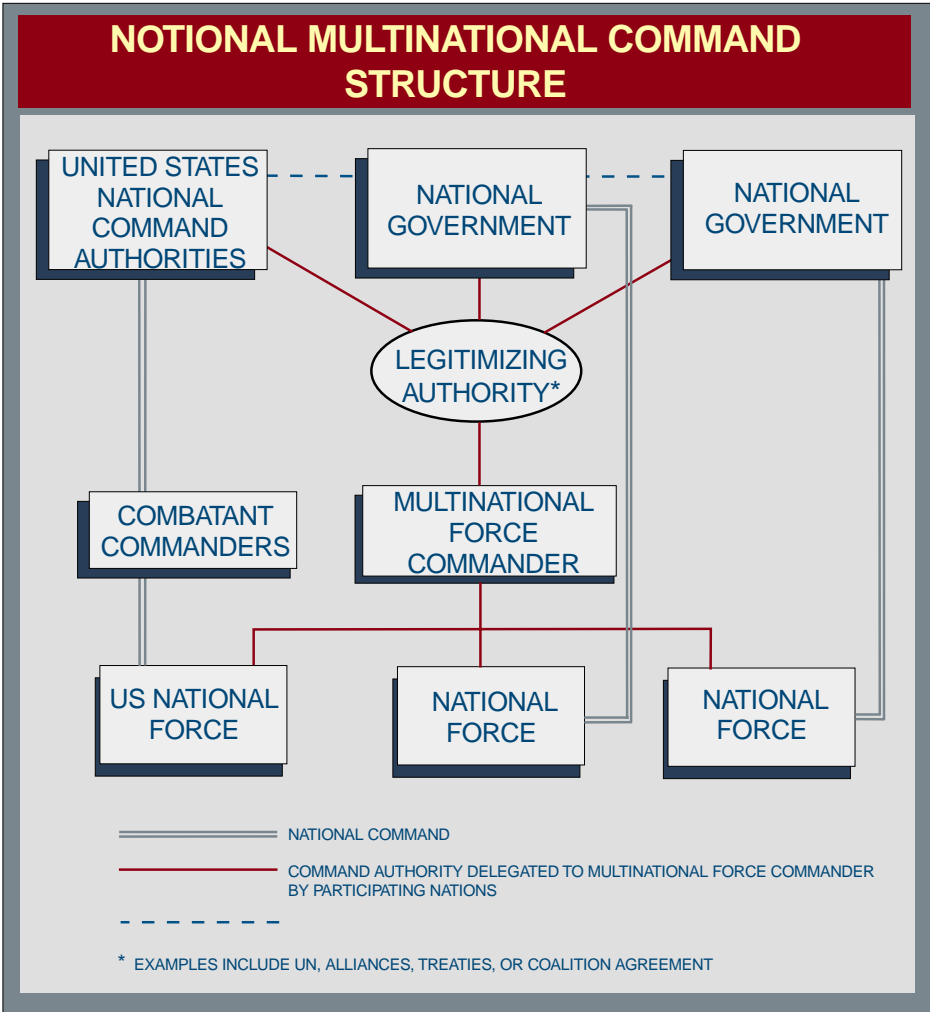 NOTIONAL MULTINATIONAL COMMAND
STRUCTURE
UNITED STATES
NATIONAL
COMMAND
AUTHORITIES
NATIONAL
GOVERNMENT
NATIONAL
GOVERNMENT
LEGITIMIZING
AUTHORITY*
COMBATANT
COMMANDERS
MULTINATIONAL
FORCE
COMMANDER
US NATIONAL
FORCE
NATIONAL
FORCE
NATIONAL
FORCE
NATIONAL COMMAND
COMMAND AUTHORITY DELEGATED TO MULTINATIONAL FORCE COMMANDER
BY PARTICIPATING NATIONS
* EXAMPLES INCLUDE UN, ALLIANCES, TREATIES, OR COALITION AGREEMENT